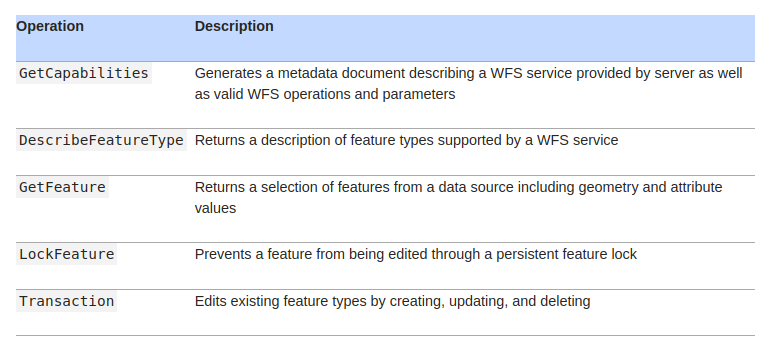 Operation Description
GetCapabilities Generates a metadata document describing a WFS service provided by server as well
as valid WFS operations and parameters
DescribeFeatureType Returns a description of feature types supported by a WFS service
GetFeature Returns a selection of features from a data source including geometry and attribute
values
LockFeature Prevents a feature from being edited through a persistent feature lock
Transaction Edits existing feature types by creating, updating, and deleting